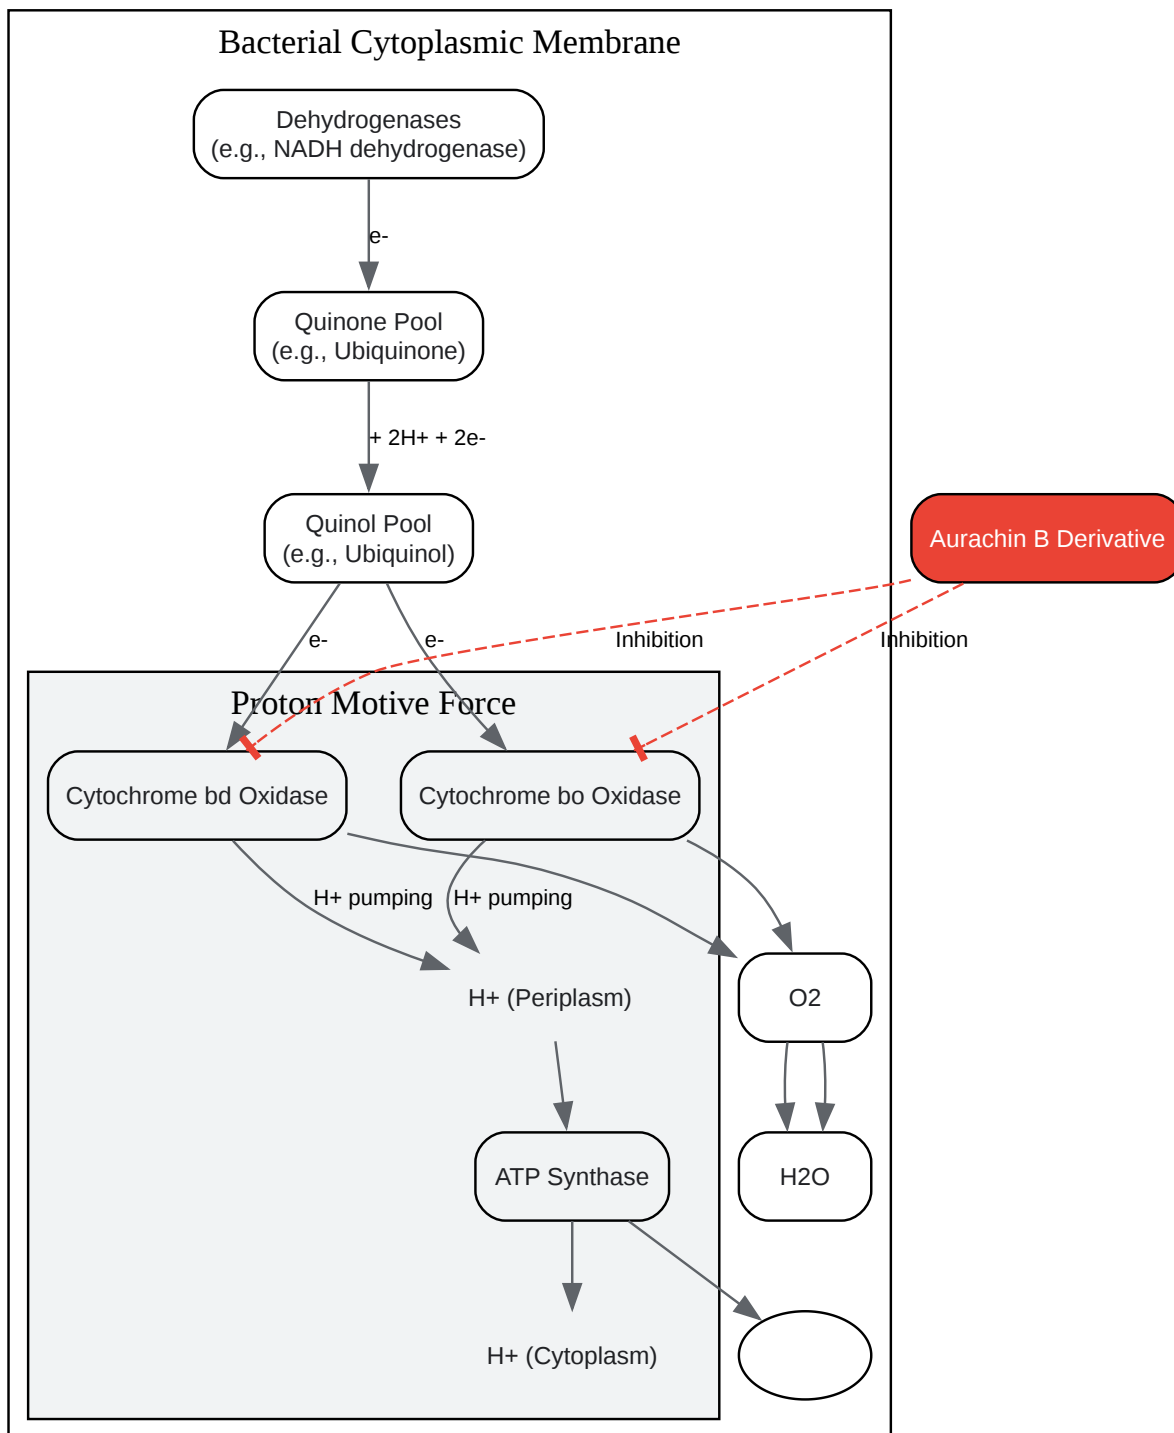 Bacterial Cytoplasmic Membrane
Dehydrogenases
(e.g., NADH dehydrogenase)
e-
Quinone Pool
(e.g., Ubiquinone)
+ 2H+ + 2e-
Quinol Pool
(e.g., Ubiquinol)
Aurachin B Derivative
e-
e-
Inhibition
Inhibition
Proton Motive Force
Cytochrome bd Oxidase
Cytochrome bo Oxidase
H+ pumping
H+ pumping
H+ (Periplasm)
O2
ATP Synthase
H2O
H+ (Cytoplasm)